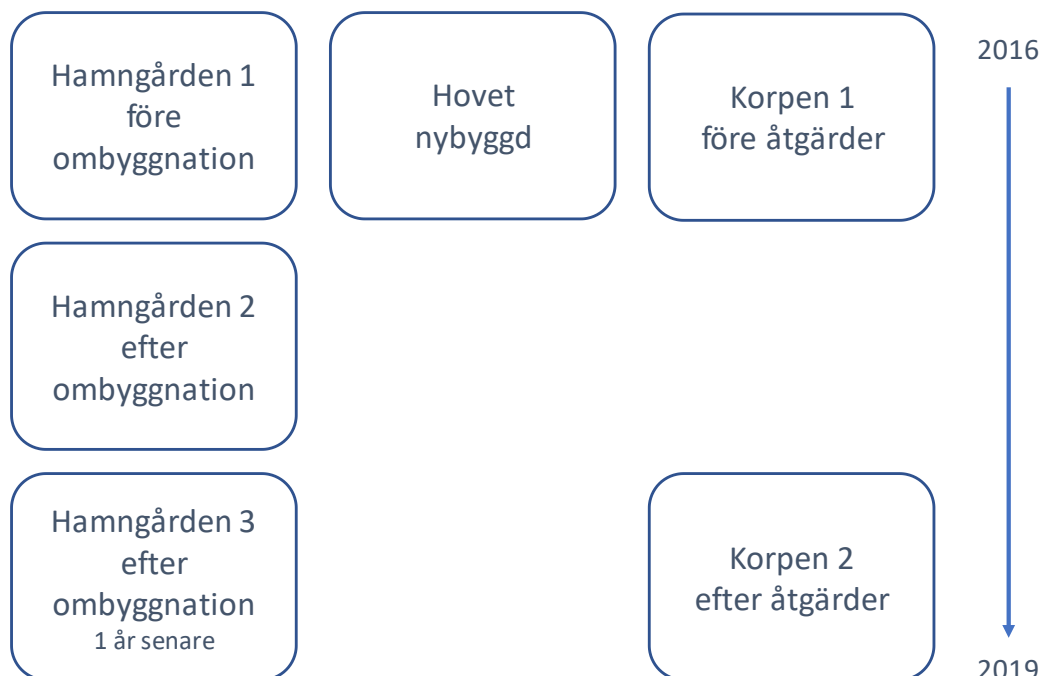 Hamngården 1
före
ombyggnation
Hovet
nybyggd
Korpen 1
före åtgärder
2016
Hamngården 2
efter
ombyggnation
Hamngården 3
efter
ombyggnation
1 år senare
Korpen 2
efter åtgärder
2019